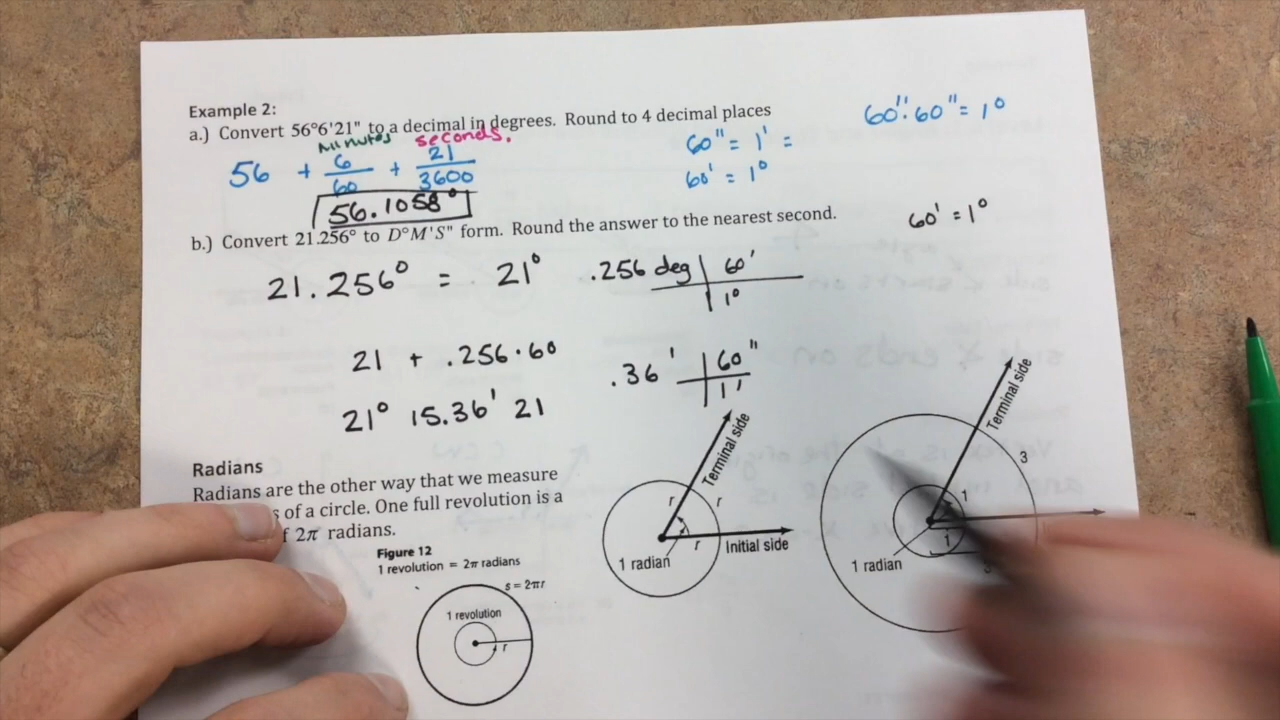 Example 2:
a.) Convert 56°6'21" to a decimal in degrees. Round to 4 decimal places
60'·60" = 1°
minutes seconds.
56 + 6/60 + 21/3600
60" = 1' =
60' = 1°
56.1058°
b.) Convert 21.256° to D°M'S" form. Round the answer to the nearest second.
60' = 1°
21.256° = 21°
.256 deg | 60'
1°
21 + .256·60
.36' | 60"
1'
21° 15.36' 21
Radians
Radians are the other way that we measure
s of a circle. One full revolution is a
f 2π radians.
Figure 12
1 revolution = 2π radians
s = 2πr
1 revolution
r
Terminal side
r
r
r
Initial side
1 radian
Terminal side
3
1
1
1 radian